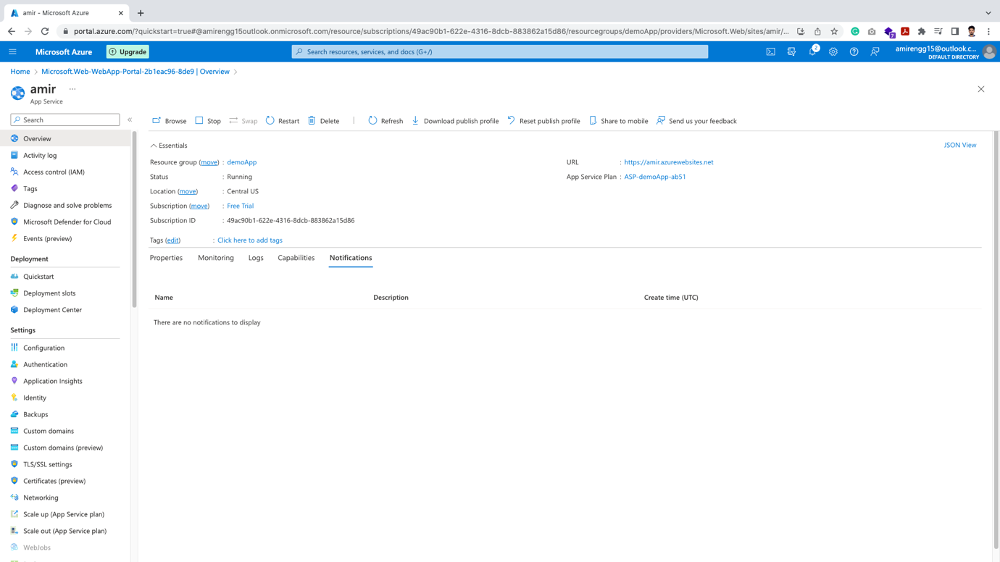 amir - Microsoft Azure
portal.azure.com/?quickstart=true#@amirengg15outlook.onmicrosoft.com/resource/subscriptions/49ac90b1-622e-4316-8dcb-883862a15d86/resourcegroups/demoApp/providers/Microsoft.Web/sites/amir/...
7
Microsoft Azure
Upgrade
Search resources, services, and docs (G+/)
2
amirengg15@outlook.c...
DEFAULT DIRECTORY
Home > Microsoft.Web-WebApp-Portal-2b1eac96-8de9 | Overview >
amir ...
App Service
Search
«
Browse Stop Swap Restart Delete | Refresh Download publish profile Reset publish profile Share to mobile Send us your feedback
Overview
Activity log
Access control (IAM)
Tags
Diagnose and solve problems
Microsoft Defender for Cloud
Events (preview)
Deployment
Quickstart
Deployment slots
Deployment Center
Settings
Configuration
Authentication
Application Insights
Identity
Backups
Custom domains
Custom domains (preview)
TLS/SSL settings
Certificates (preview)
Networking
Scale up (App Service plan)
Scale out (App Service plan)
WebJobs
Essentials
JSON View
Resource group (move) : demoApp
Status : Running
Location (move) : Central US
Subscription (move) : Free Trial
Subscription ID : 49ac90b1-622e-4316-8dcb-883862a15d86
URL : https://amir.azurewebsites.net
App Service Plan : ASP-demoApp-ab51
Tags (edit) : Click here to add tags
Properties Monitoring Logs Capabilities Notifications
Name Description Create time (UTC)
There are no notifications to display